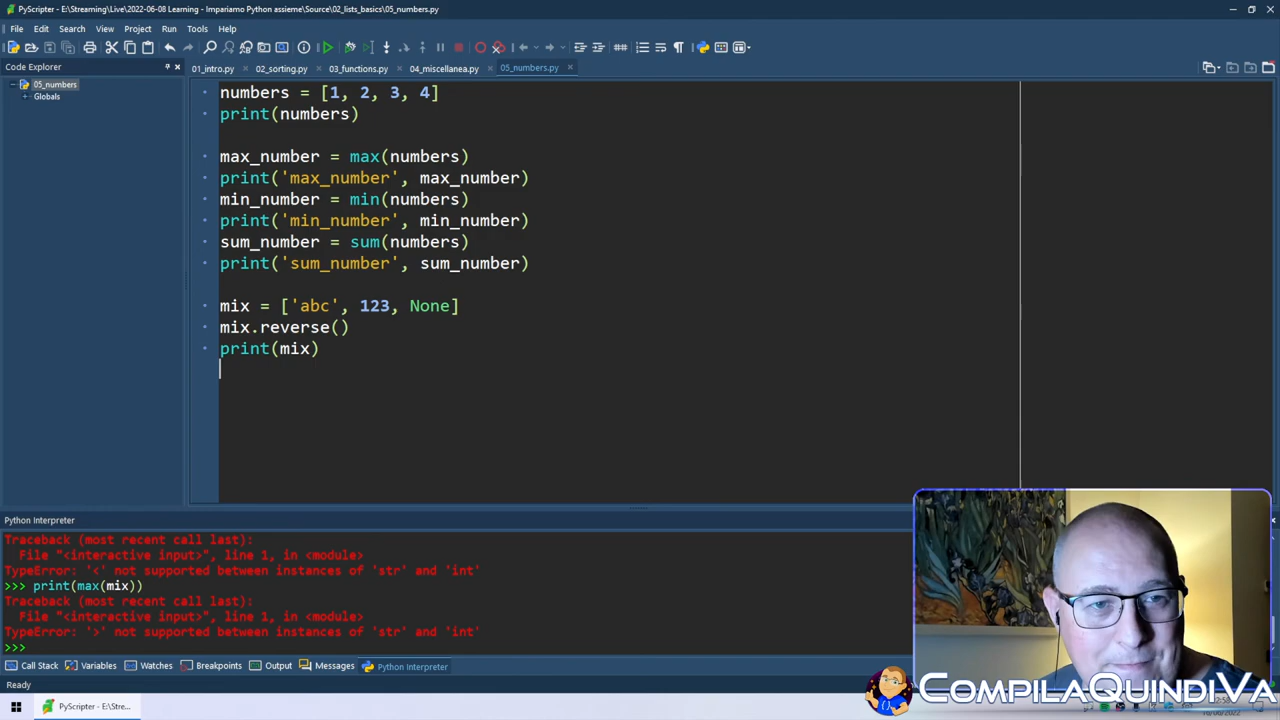 PyScripter - E:\Streaming\Live\2022-06-08 Learning - Impariamo Python assieme\Source\02_lists_basics\05_numbers.py
File Edit Search View Project Run Tools Help
Code Explorer
01_intro.py 02_sorting.py 03_functions.py 04_miscellanea.py 05_numbers.py
05_numbers
Globals
numbers = [1, 2, 3, 4]
print(numbers)
max_number = max(numbers)
print('max_number', max_number)
min_number = min(numbers)
print('min_number', min_number)
sum_number = sum(numbers)
print('sum_number', sum_number)
mix = ['abc', 123, None]
mix.reverse()
print(mix)
Python Interpreter
Traceback (most recent call last):
File "<interactive input>", line 1, in <module>
TypeError: '<' not supported between instances of 'str' and 'int'
>>> print(max(mix))
Traceback (most recent call last):
File "<interactive input>", line 1, in <module>
TypeError: '>' not supported between instances of 'str' and 'int'
>>>
Call Stack Variables Watches Breakpoints Output Messages Python Interpreter
Ready
PyScripter - E:\Stre...
COMPILAQUINDIVA